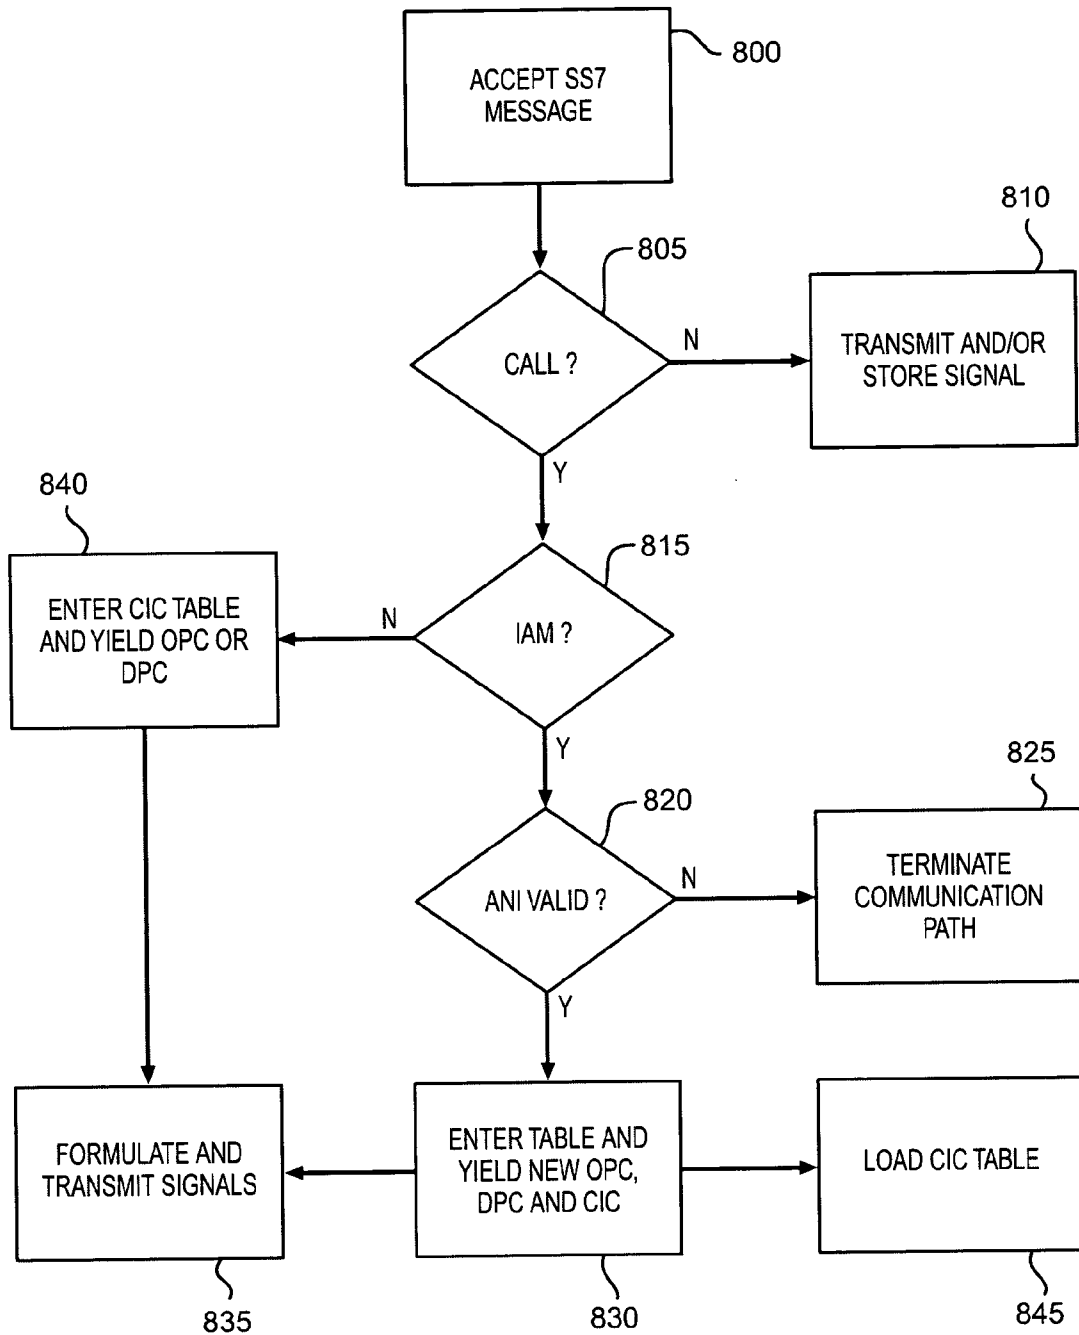 ACCEPT SS7
MESSAGE
800
805
CALL ?
N
810
TRANSMIT AND/OR
STORE SIGNAL
Y
840
ENTER CIC TABLE
AND YIELD OPC OR
DPC
N
815
IAM ?
Y
820
ANI VALID ?
N
825
TERMINATE
COMMUNICATION
PATH
Y
FORMULATE AND
TRANSMIT SIGNALS
835
ENTER TABLE AND
YIELD NEW OPC,
DPC AND CIC
830
LOAD CIC TABLE
845